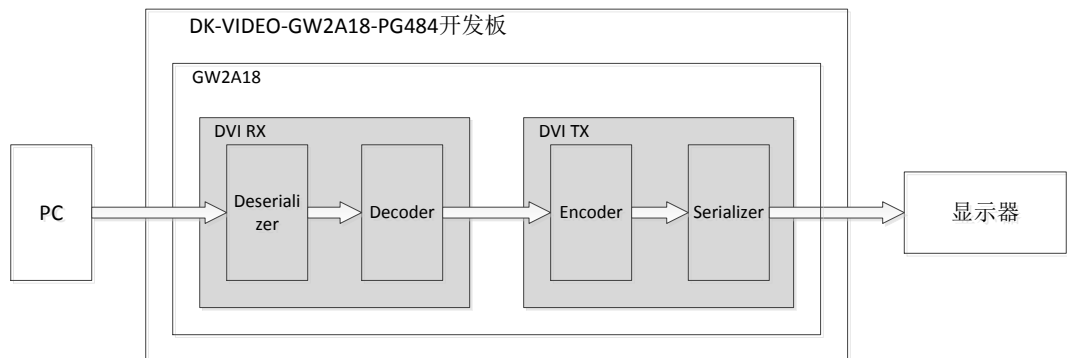 DK-VIDEO-GW2A18-PG484开发板
GW2A18
DVI RX
DVI TX
PC
Deseriali
zer
Decoder
Encoder
Serializer
显示器